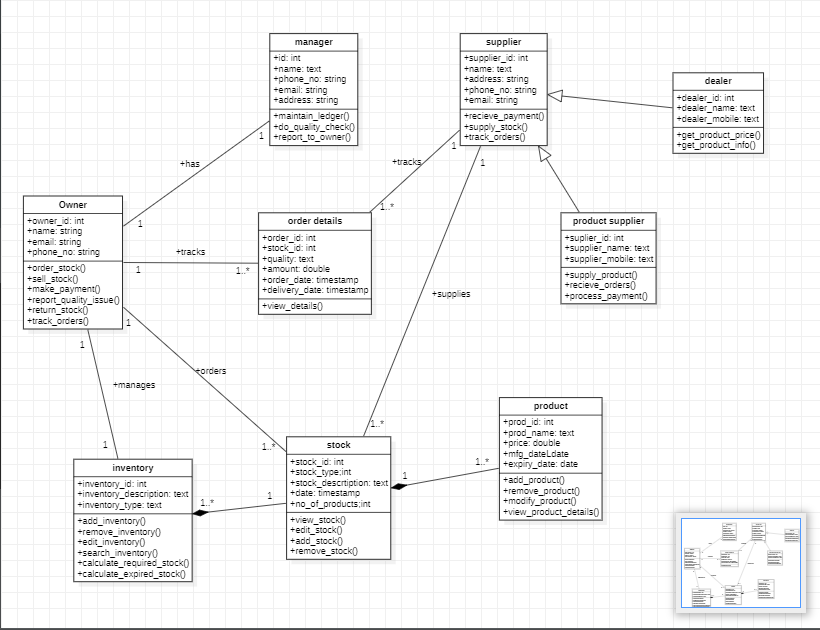 manager
+id: int
+name: text
+phone_no: string
+email: string
+address: string
+maintain_ledger()
+do_quality_check()
+report_to_owner()
supplier
+supplier_id: int
+name: text
+address: string
+phone_no: string
+email: string
+recieve_payment()
+supply_stock()
+track_orders()
dealer
+dealer_id: int
+dealer_name: text
+dealer_mobile: text
+get_product_price()
+get_product_info()
1
+has
1
+tracks
1
1..*
1
Owner
+owner_id: int
+name: string
+email: string
+phone_no: string
+order_stock()
+sell_stock()
+make_payment()
+report_quality_issue()
+return_stock()
+track_orders()
+tracks
1
1..*
order details
+order_id: int
+stock_id: int
+quality: text
+amount: double
+order_date: timestamp
+delivery_date: timestamp
+view_details()
product supplier
+suplier_id: int
+supplier_name: text
+supplier_mobile: text
+supply_product()
+recieve_orders()
+process_payment()
+supplies
1
1
+orders
+manages
1..*
1..*
1
product
+prod_id: int
+prod_name: text
+price: double
+mfg_dateLdate
+expiry_date: date
+add_product()
+remove_product()
+modify_product()
+view_product_details()
inventory
+inventory_id: int
+inventory_description: text
+inventory_type: text
+add_inventory()
+remove_inventory()
+edit_inventory()
+search_inventory()
+calculate_required_stock()
+calculate_expired_stock()
1..*
1
stock
+stock_id: int
+stock_type;int
+stock_descrtiption: text
+date: timestamp
+no_of_products;int
+view_stock()
+edit_stock()
+add_stock()
+remove_stock()
1
1..*